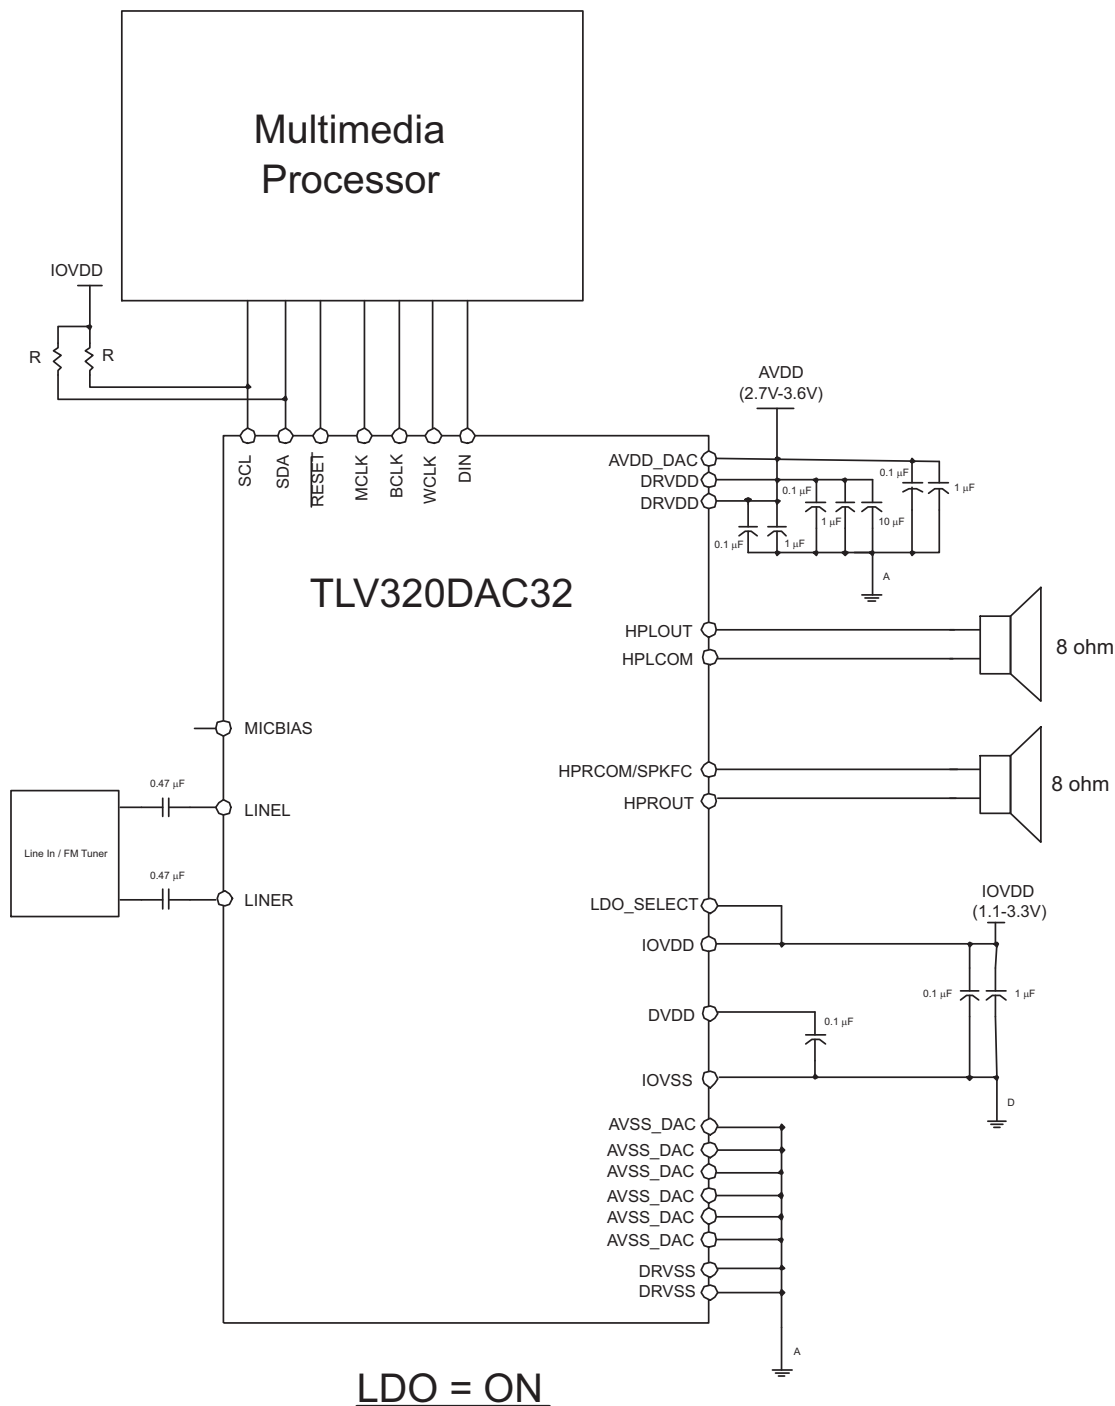 Multimedia
Processor
IOVDD
R
R
SCL
SDA
RESET
MCLK
BCLK
WCLK
DIN
AVDD
(2.7V-3.6V)
AVDD_DAC
DRVDD
DRVDD
0.1 μF
1 μF
0.1 μF
1 μF
10 μF
0.1 μF
1 μF
A
TLV320DAC32
HPLOUT
HPLCOM
8 ohm
MICBIAS
HPRCOM/SPKFC
HPROUT
8 ohm
0.47 μF
LINEL
Line In / FM Tuner
0.47 μF
LINER
LDO_SELECT
IOVDD
(1.1-3.3V)
IOVDD
0.1 μF
1 μF
DVDD
0.1 μF
IOVSS
D
AVSS_DAC
AVSS_DAC
AVSS_DAC
AVSS_DAC
AVSS_DAC
AVSS_DAC
DRVSS
DRVSS
A
LDO = ON